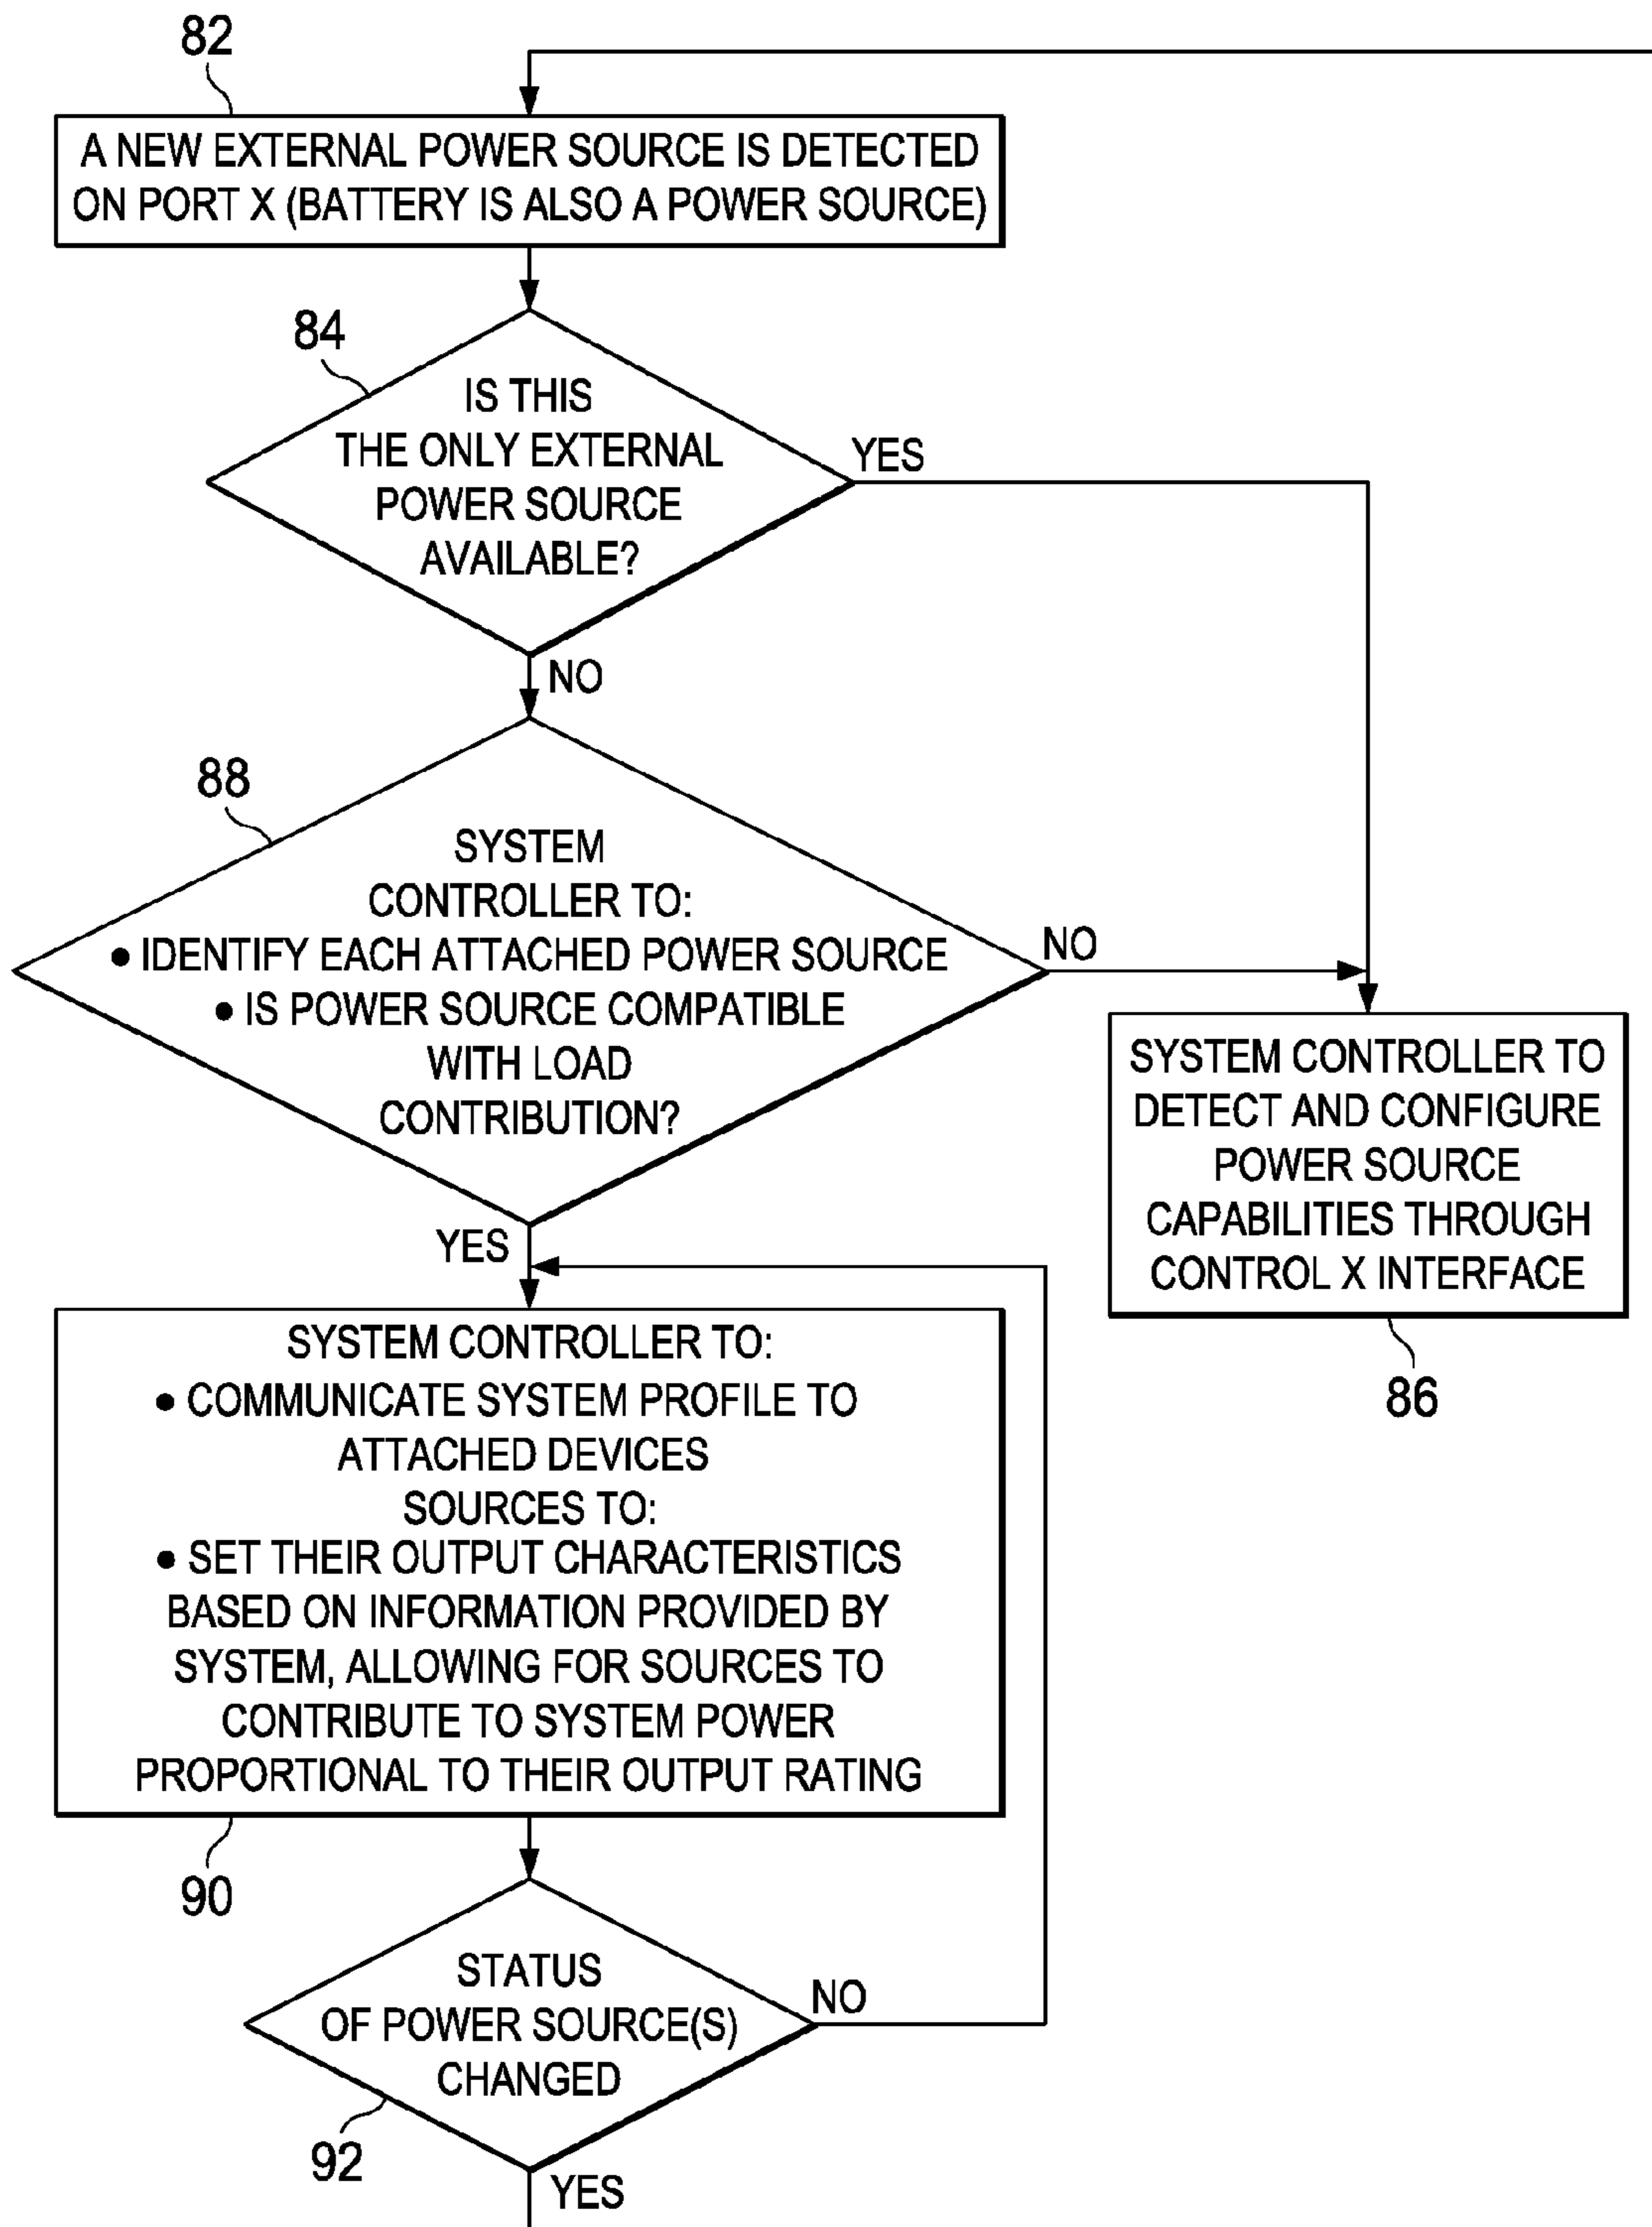 82
A NEW EXTERNAL POWER SOURCE IS DETECTED
ON PORT X (BATTERY IS ALSO A POWER SOURCE)
84
IS THIS
THE ONLY EXTERNAL
POWER SOURCE
AVAILABLE?
YES
NO
88
SYSTEM
CONTROLLER TO:
• IDENTIFY EACH ATTACHED POWER SOURCE
• IS POWER SOURCE COMPATIBLE
WITH LOAD
CONTRIBUTION?
NO
YES
SYSTEM CONTROLLER TO
DETECT AND CONFIGURE
POWER SOURCE
CAPABILITIES THROUGH
CONTROL X INTERFACE
86
SYSTEM CONTROLLER TO:
• COMMUNICATE SYSTEM PROFILE TO
ATTACHED DEVICES
SOURCES TO:
• SET THEIR OUTPUT CHARACTERISTICS
BASED ON INFORMATION PROVIDED BY
SYSTEM, ALLOWING FOR SOURCES TO
CONTRIBUTE TO SYSTEM POWER
PROPORTIONAL TO THEIR OUTPUT RATING
90
STATUS
OF POWER SOURCE(S)
CHANGED
NO
92
YES